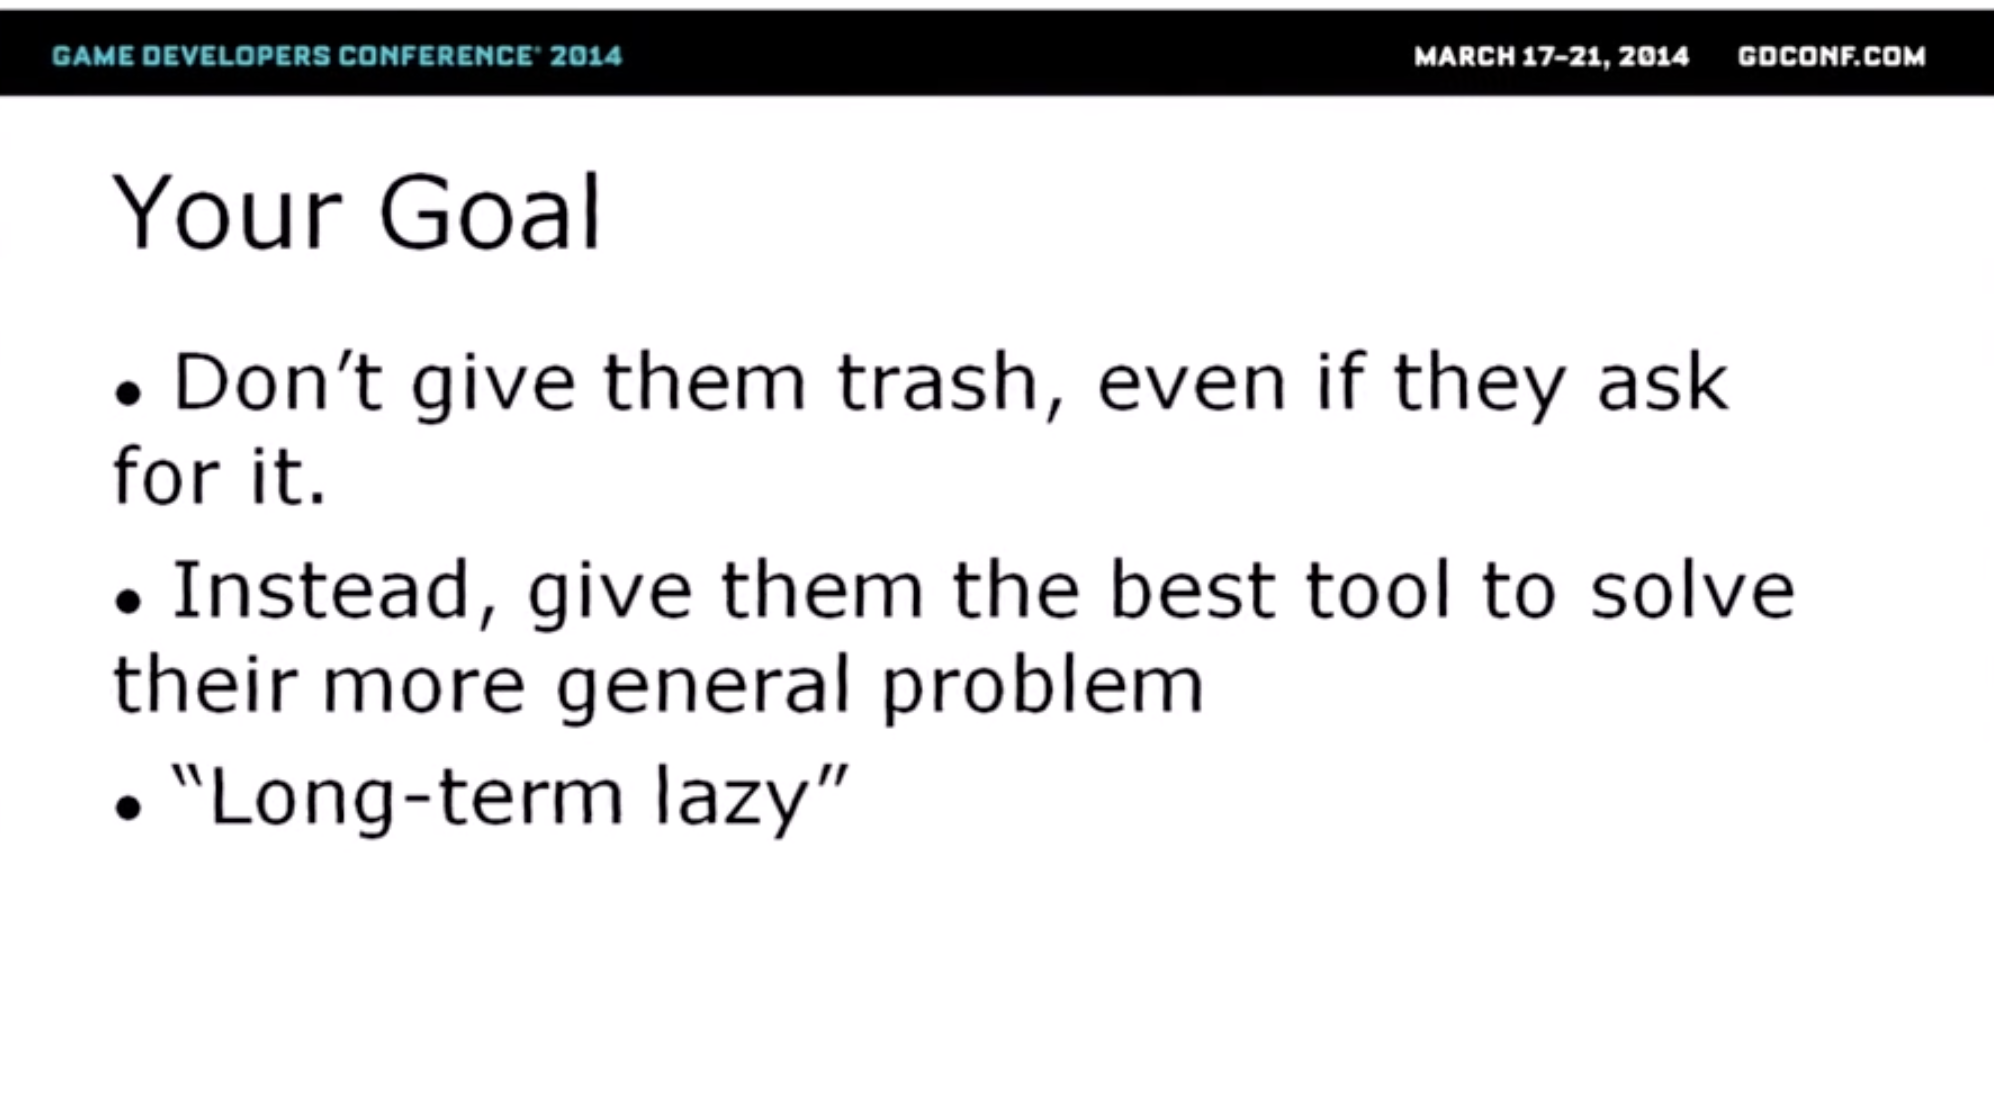 GAME DEVELOPERS CONFERENCE® 2014
MARCH 17–21, 2014 GDCONF.COM
Your Goal
• Don’t give them trash, even if they ask
for it.
• Instead, give them the best tool to solve
their more general problem
• “Long-term lazy”